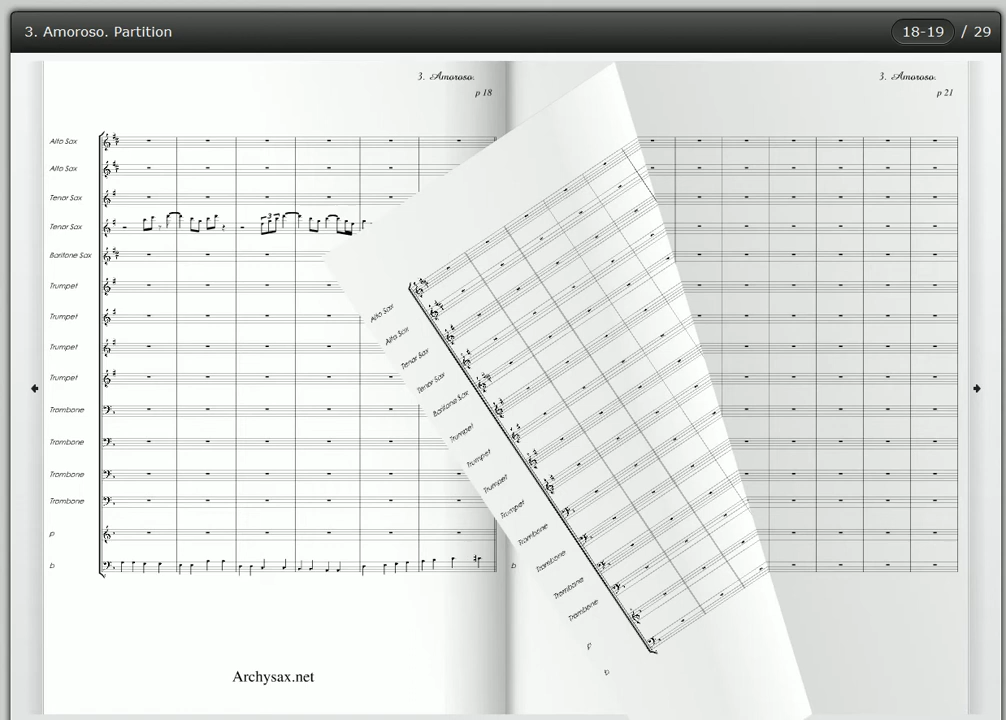 3. Amoroso. Partition
18-19 / 29
3. Amoroso.
p 18
Alto Sax
Alto Sax
Tenor Sax
Tenor Sax
3
Baritone Sax
Trumpet
Trumpet
Trumpet
Trumpet
Trombone
Trombone
Trombone
Trombone
p
b
Archysax.net
Alto Sax
Alto Sax
Tenor Sax
Tenor Sax
Baritone Sax
Trumpet
Trumpet
Trumpet
Trumpet
Trombone
Trombone
Trombone
Trombone
p
b
3. Amoroso.
p 21
b